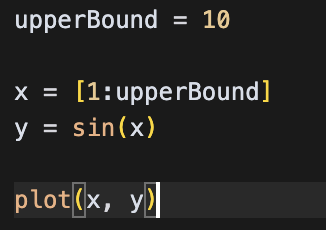 upperBound = 10
x = [1:upperBound]
y = sin(x)
plot(x, y)